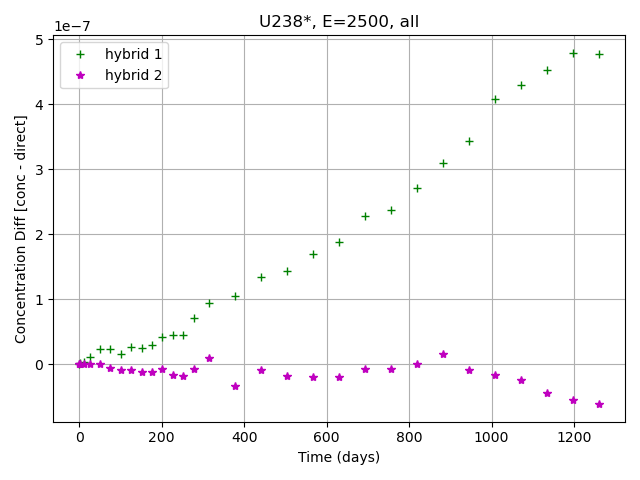 U238*, E=2500, all
1e−7
hybrid 1
hybrid 2
Concentration Diff [conc - direct]
5
4
3
2
1
0
0 200 400 600 800 1000 1200
Time (days)